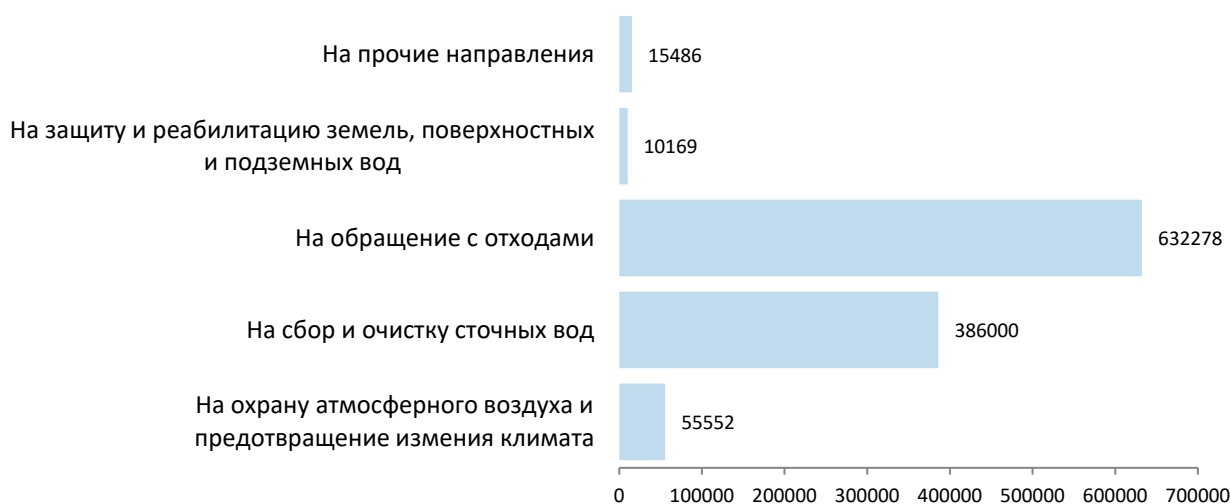 На прочие направления
15486
На защиту и реабилитацию земель, поверхностных
и подземных вод
10169
На обращение с отходами
632278
На сбор и очистку сточных вод
386000
На охрану атмосферного воздуха и
предотвращение измения климата
55552
0 100000 200000 300000 400000 500000 600000 700000